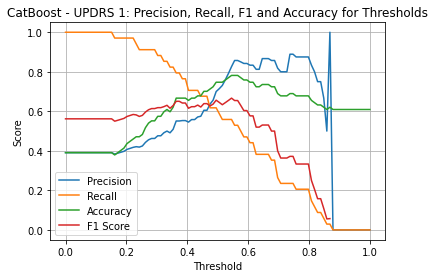 CatBoost - UPDRS 1: Precision, Recall, F1 and Accuracy for Thresholds
1.0
0.8
0.6
0.4
0.2
0.0
Score
Precision
Recall
Accuracy
F1 Score
0.0 0.2 0.4 0.6 0.8 1.0
Threshold